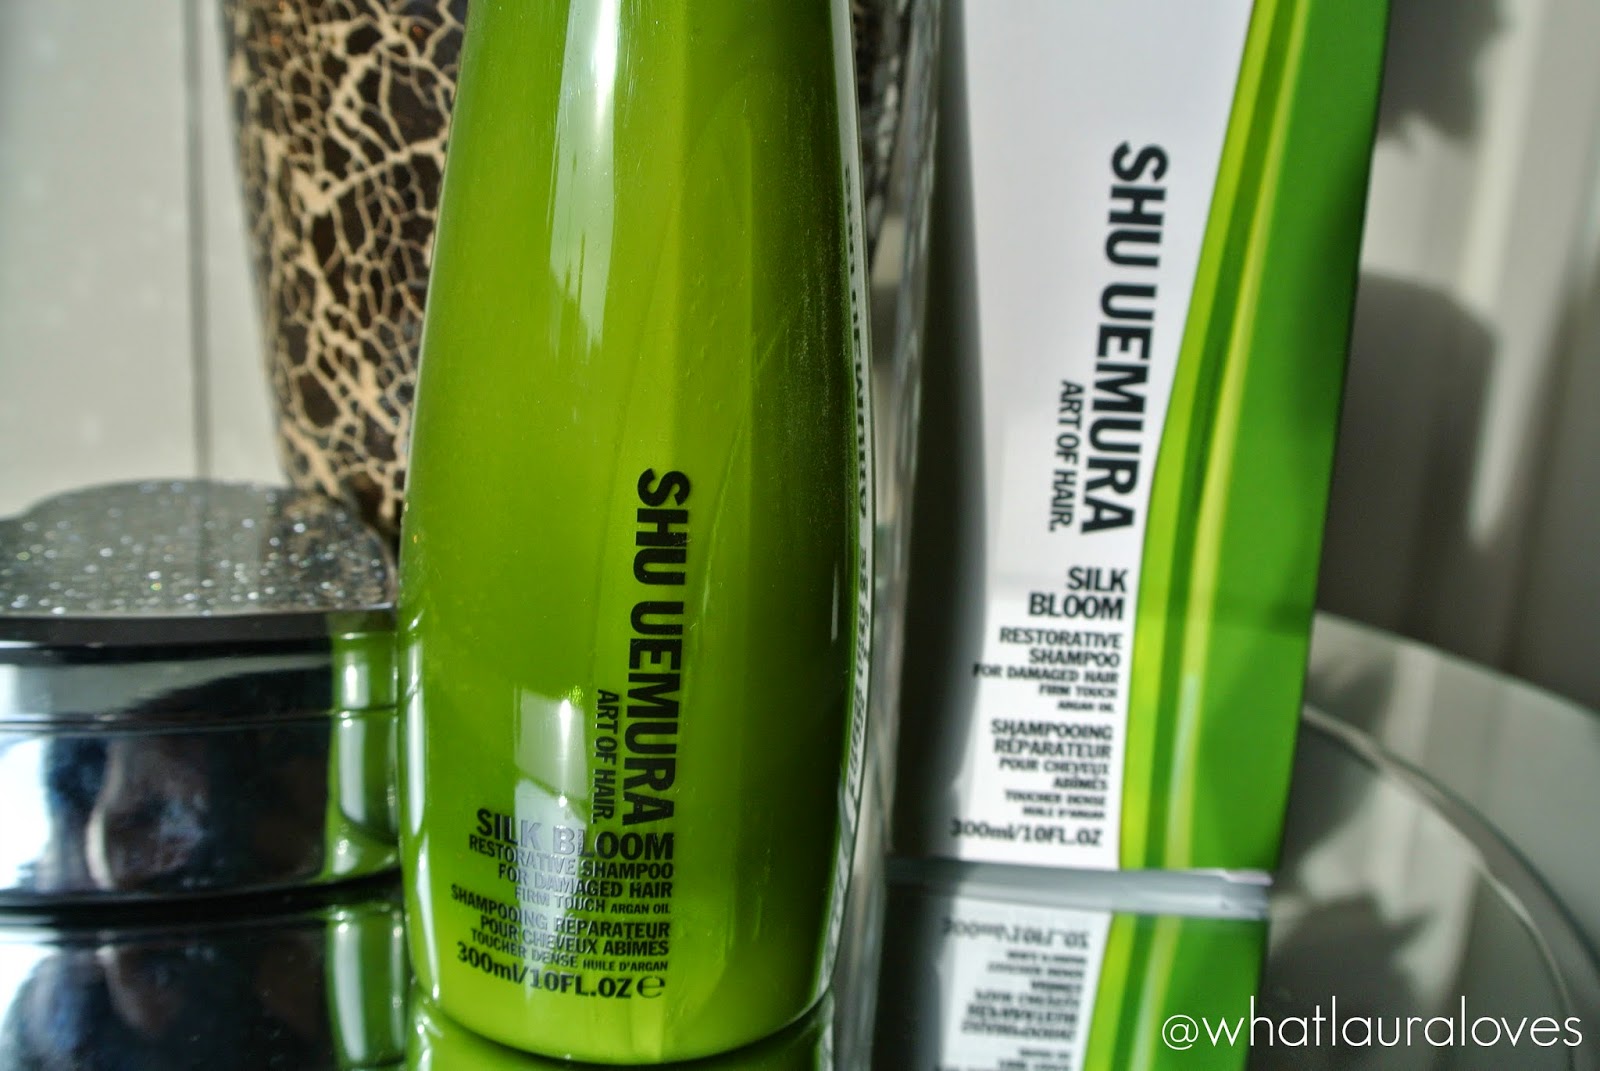 SHU UEMURA
ART OF HAIR.
SILK BLOOM
RESTORATIVE SHAMPOO
FOR DAMAGED HAIR
FIRM TOUCH ARGAN OIL
SHAMPOOING RÉPARATEUR
POUR CHEVEUX ABÎMES
TOUCHER DENSE HUILE D'ARGAN
300ml/10FL.OZ℮
SHU UEMURA
ART OF HAIR.
SILK
BLOOM
RESTORATIVE
SHAMPOO
FOR DAMAGED HAIR
FIRM TOUCH
ARGAN OIL
SHAMPOOING
RÉPARATEUR
POUR CHEVEUX
ABÎMES
TOUCHER DENSE
HUILE D'ARGAN
300ml/10FL.OZ
@whatlauraloves